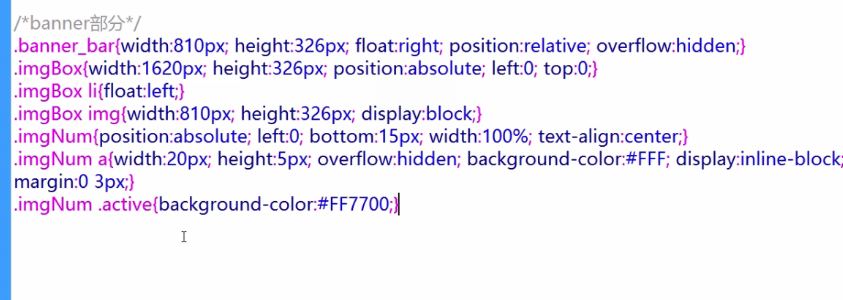 /*banner部分*/
.banner_bar{width:810px; height:326px; float:right; position:relative; overflow:hidden;}
.imgBox{width:1620px; height:326px; position:absolute; left:0; top:0;}
.imgBox li{float:left;}
.imgBox img{width:810px; height:326px; display:block;}
.imgNum{position:absolute; left:0; bottom:15px; width:100%; text-align:center;}
.imgNum a{width:20px; height:5px; overflow:hidden; background-color:#FFF; display:inline-block;
margin:0 3px;}
.imgNum .active{background-color:#FF7700;}